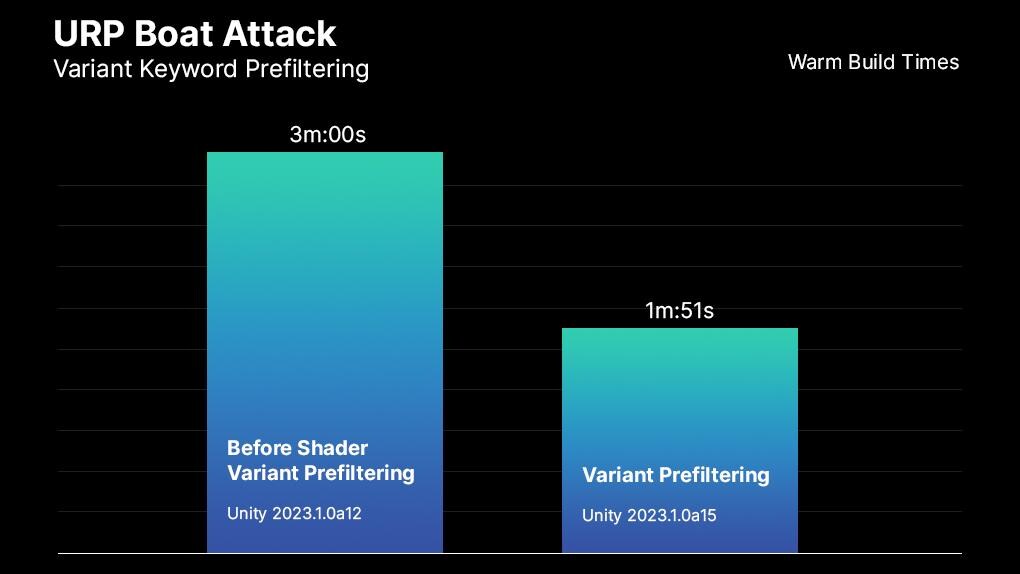 URP Boat Attack
Variant Keyword Prefiltering
Warm Build Times
3m:00s
1m:51s
Before Shader
Variant Prefiltering
Unity 2023.1.0a12
Variant Prefiltering
Unity 2023.1.0a15